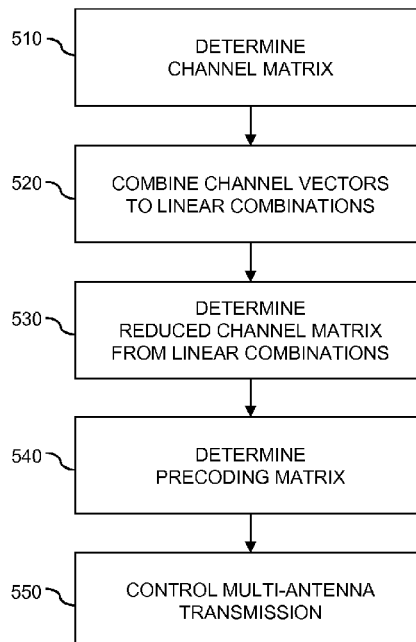 510
DETERMINE
CHANNEL MATRIX
520
COMBINE CHANNEL VECTORS
TO LINEAR COMBINATIONS
530
DETERMINE
REDUCED CHANNEL MATRIX
FROM LINEAR COMBINATIONS
540
DETERMINE
PRECODING MATRIX
550
CONTROL MULTI-ANTENNA
TRANSMISSION